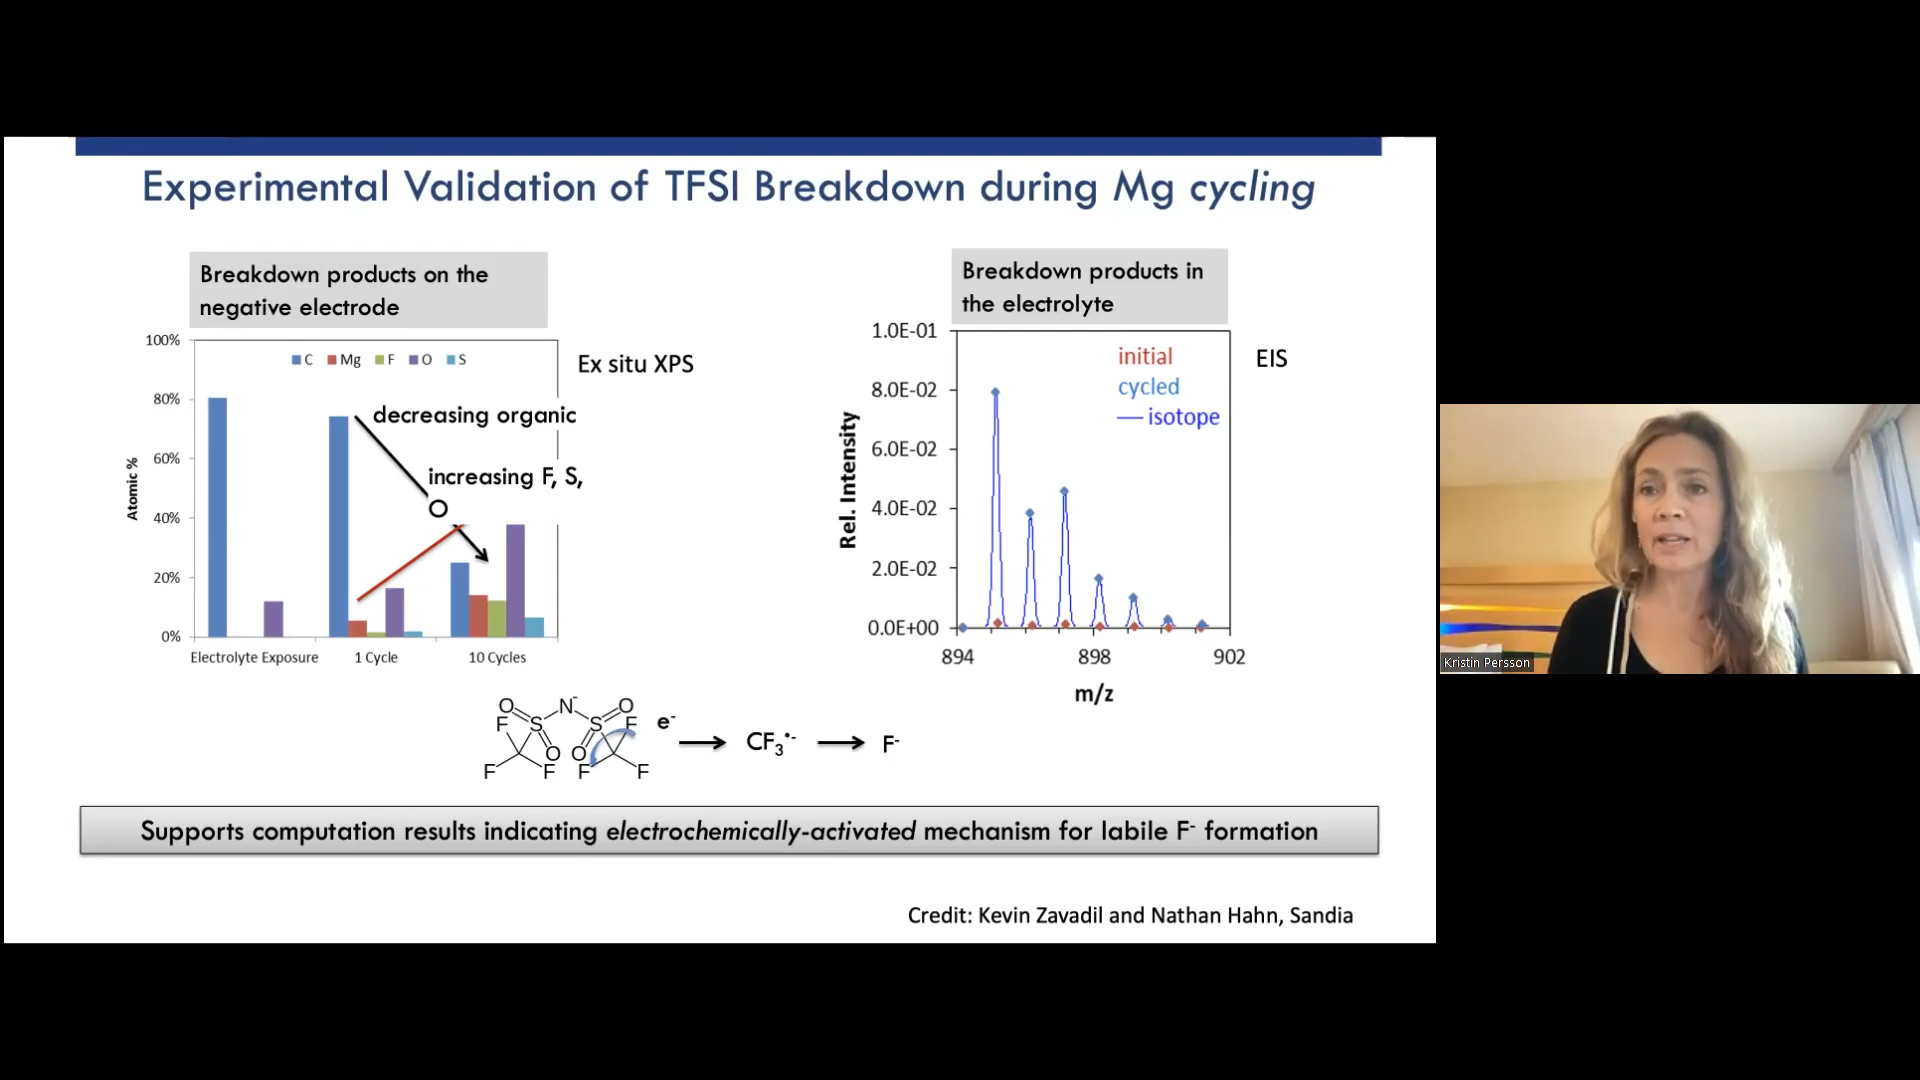 Experimental Validation of TFSI Breakdown during Mg cycling
Breakdown products on the
negative electrode
100%
80%
60%
40%
20%
0%
Atomic %
C Mg F O S
decreasing organic
increasing F, S,
O
Electrolyte Exposure 1 Cycle 10 Cycles
Ex situ XPS
Breakdown products in
the electrolyte
1.0E-01
8.0E-02
6.0E-02
4.0E-02
2.0E-02
0.0E+00
Rel. Intensity
initial
cycled
isotope
894 898 902
m/z
EIS
O N- O
F S S F e-
O O
F F F F
CF3•- F-
Supports computation results indicating electrochemically-activated mechanism for labile F- formation
Credit: Kevin Zavadil and Nathan Hahn, Sandia
Kristin Persson